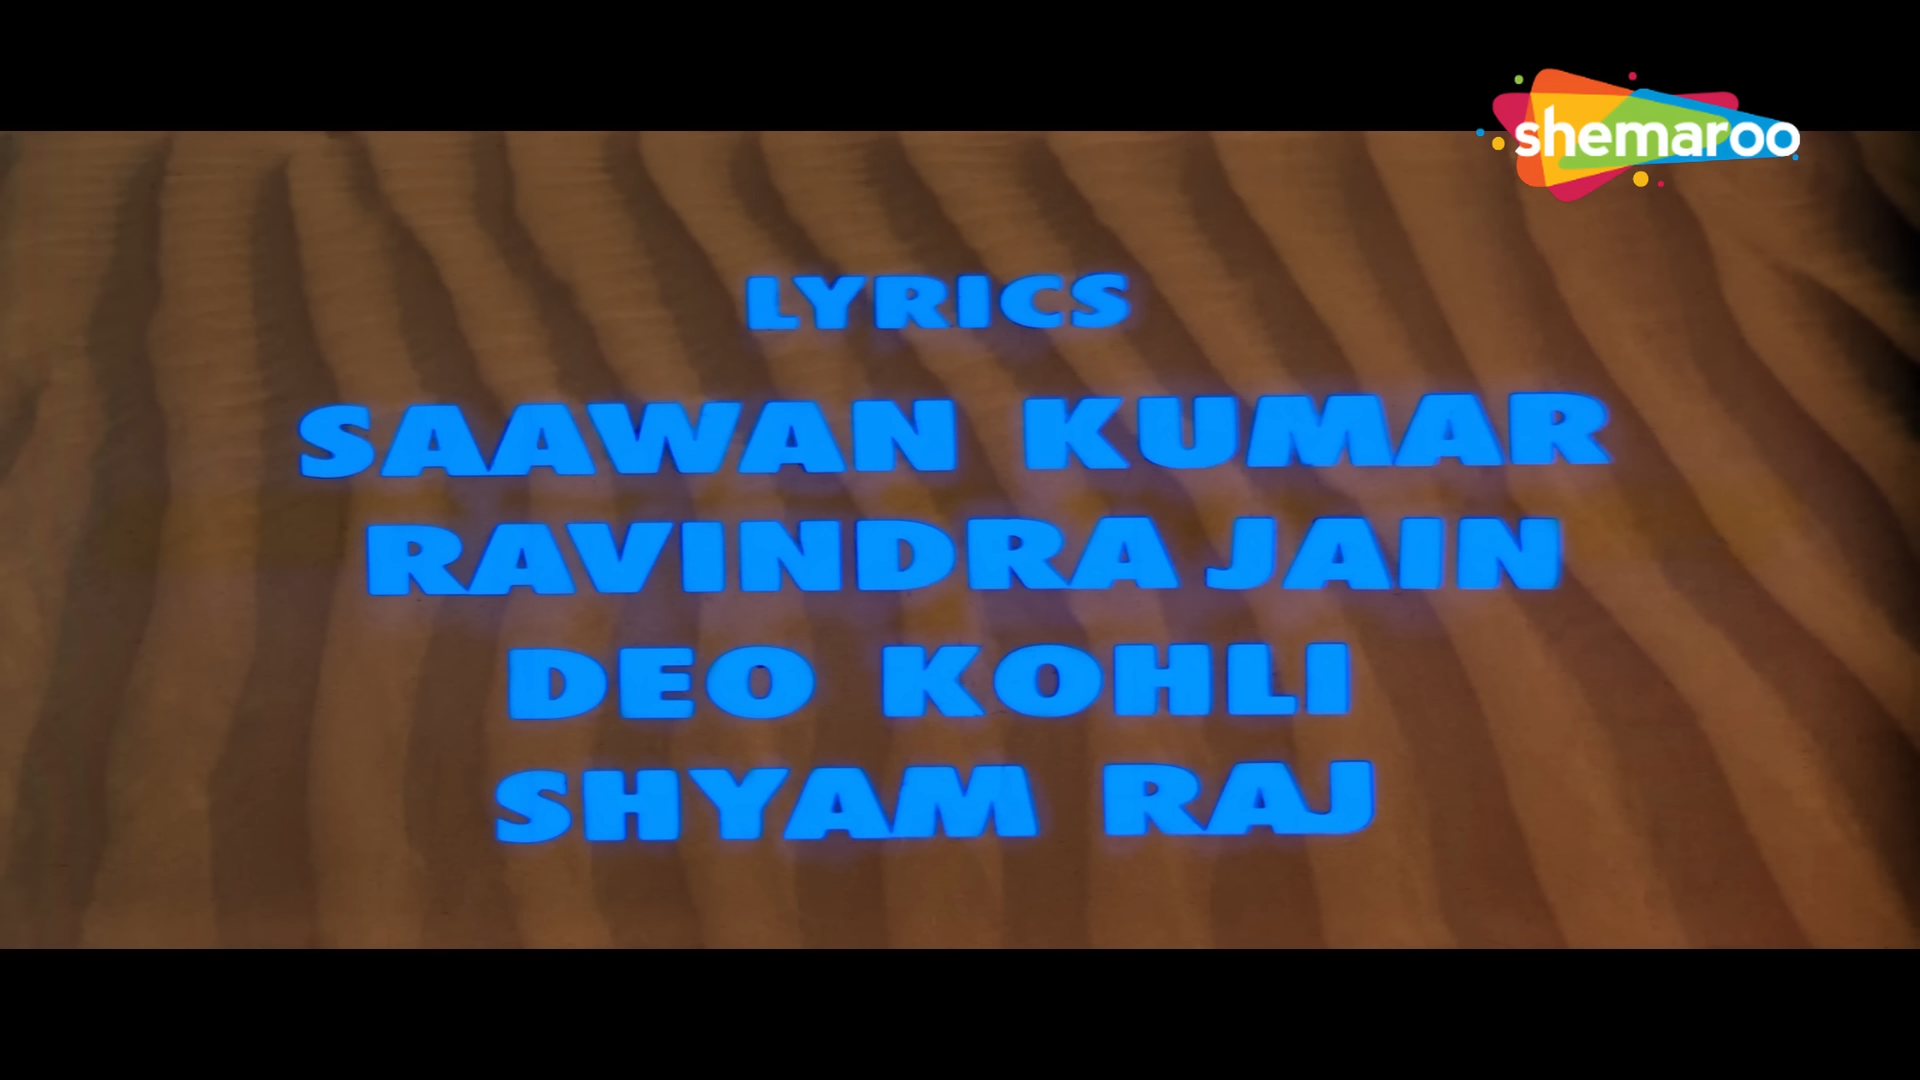 shemaroo
LYRICS
SAAWAN KUMAR
RAVINDRA JAIN
DEO KOHLI
SHYAM RAJ